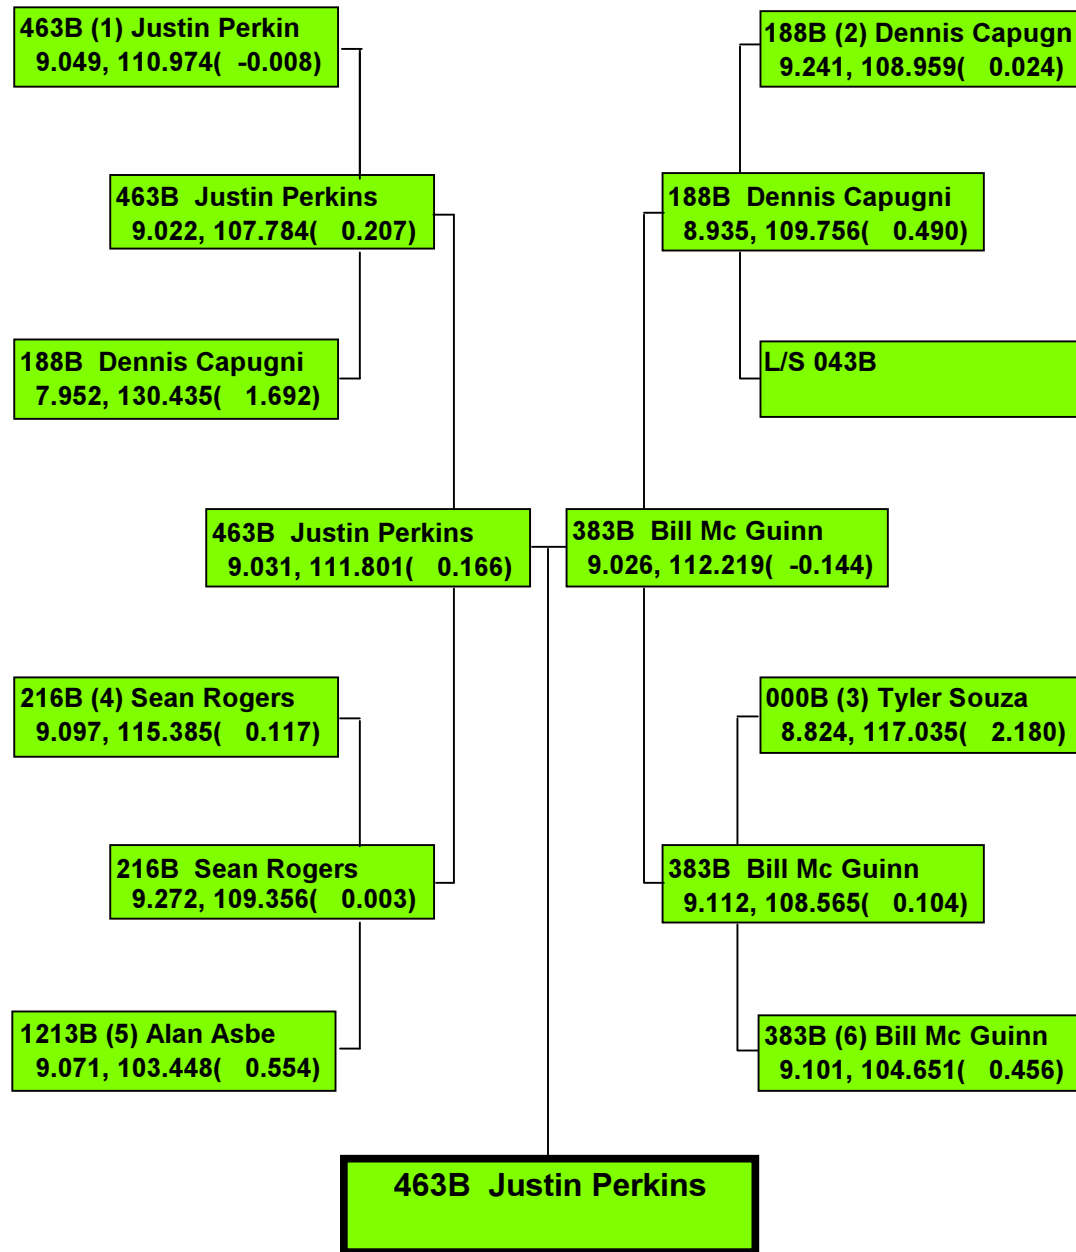 463B (1) Justin Perkin
9.049, 110.974( -0.008)
188B (2) Dennis Capugn
9.241, 108.959( 0.024)
463B Justin Perkins
9.022, 107.784( 0.207)
188B Dennis Capugni
8.935, 109.756( 0.490)
188B Dennis Capugni
7.952, 130.435( 1.692)
L/S 043B
463B Justin Perkins
9.031, 111.801( 0.166)
383B Bill Mc Guinn
9.026, 112.219( -0.144)
216B (4) Sean Rogers
9.097, 115.385( 0.117)
000B (3) Tyler Souza
8.824, 117.035( 2.180)
216B Sean Rogers
9.272, 109.356( 0.003)
383B Bill Mc Guinn
9.112, 108.565( 0.104)
1213B (5) Alan Asbe
9.071, 103.448( 0.554)
383B (6) Bill Mc Guinn
9.101, 104.651( 0.456)
463B Justin Perkins